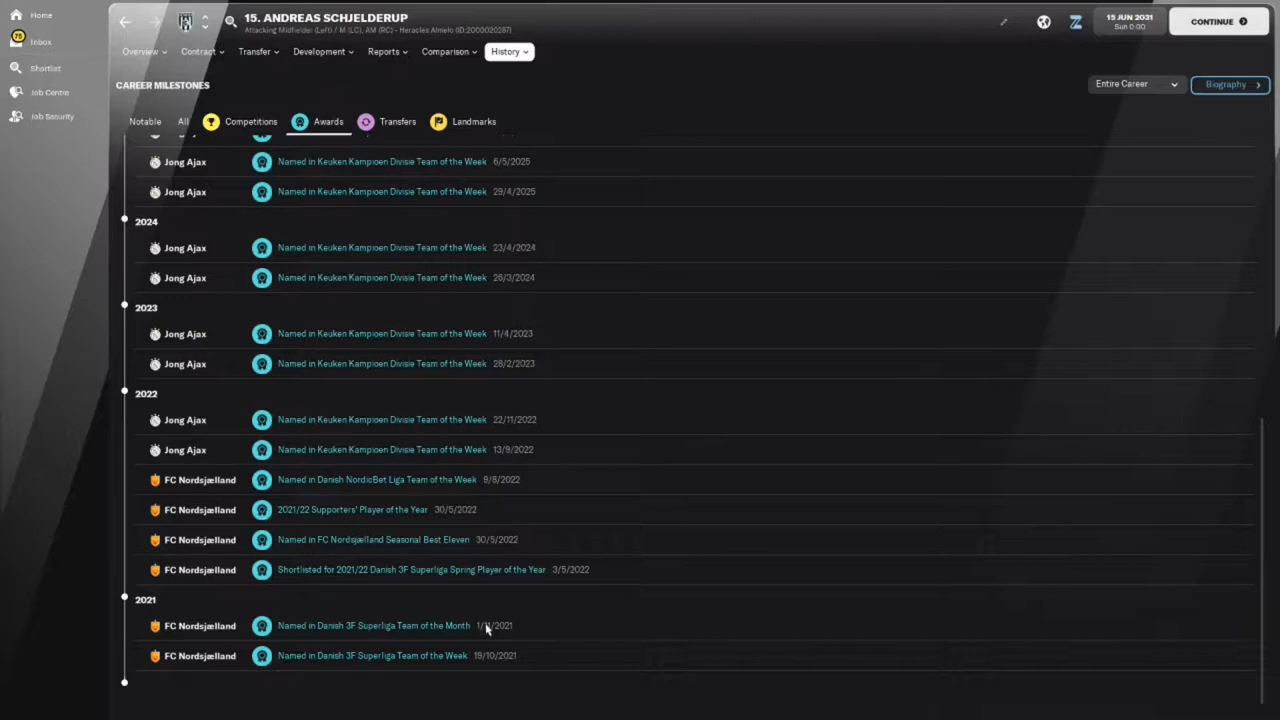 Home
75
Inbox
Shortlist
Job Centre
Job Security
15. ANDREAS SCHJELDERUP
Attacking Midfielder (Left) / M (LC), AM (RC) - Heracles Almelo (ID:2000020287)
15 JUN 2031
Sun 0:00
CONTINUE
Overview
Contract
Transfer
Development
Reports
Comparison
History
CAREER MILESTONES
Entire Career
Biography
Notable
All
Competitions
Awards
Transfers
Landmarks
Jong Ajax Named in Keuken Kampioen Divisie Team of the Week 6/5/2025
Jong Ajax Named in Keuken Kampioen Divisie Team of the Week 29/4/2025
2024
Jong Ajax Named in Keuken Kampioen Divisie Team of the Week 23/4/2024
Jong Ajax Named in Keuken Kampioen Divisie Team of the Week 26/3/2024
2023
Jong Ajax Named in Keuken Kampioen Divisie Team of the Week 11/4/2023
Jong Ajax Named in Keuken Kampioen Divisie Team of the Week 28/2/2023
2022
Jong Ajax Named in Keuken Kampioen Divisie Team of the Week 22/11/2022
Jong Ajax Named in Keuken Kampioen Divisie Team of the Week 13/9/2022
FC Nordsjælland Named in Danish NordicBet Liga Team of the Week 9/8/2022
FC Nordsjælland 2021/22 Supporters' Player of the Year 30/5/2022
FC Nordsjælland Named in FC Nordsjælland Seasonal Best Eleven 30/5/2022
FC Nordsjælland Shortlisted for 2021/22 Danish 3F Superliga Spring Player of the Year 3/5/2022
2021
FC Nordsjælland Named in Danish 3F Superliga Team of the Month
FC Nordsjælland Named in Danish 3F Superliga Team of the Week 19/10/2021